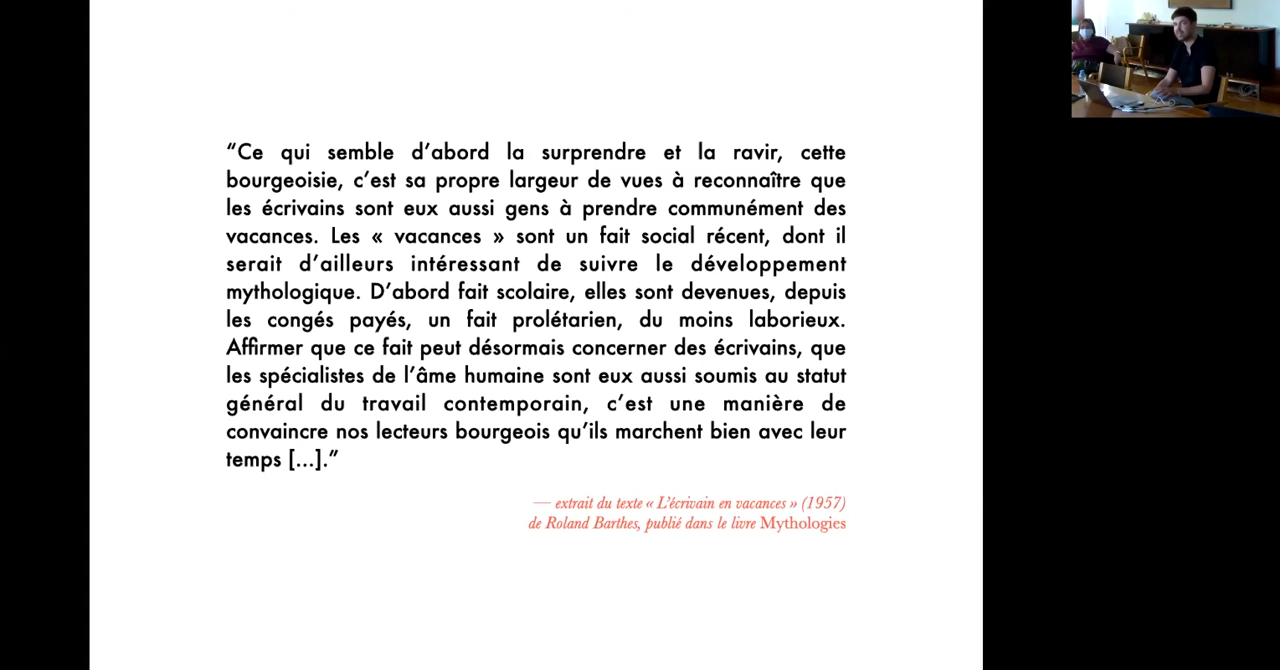 “Ce qui semble d’abord la surprendre et la ravir, cette
bourgeoisie, c’est sa propre largeur de vues à reconnaître que
les écrivains sont eux aussi gens à prendre communément des
vacances. Les « vacances » sont un fait social récent, dont il
serait d’ailleurs intéressant de suivre le développement
mythologique. D’abord fait scolaire, elles sont devenues, depuis
les congés payés, un fait prolétarien, du moins laborieux.
Affirmer que ce fait peut désormais concerner des écrivains, que
les spécialistes de l’âme humaine sont eux aussi soumis au statut
général du travail contemporain, c’est une manière de
convaincre nos lecteurs bourgeois qu’ils marchent bien avec leur
temps [...].”
— extrait du texte « L’écrivain en vacances » (1957)
de Roland Barthes, publié dans le livre Mythologies